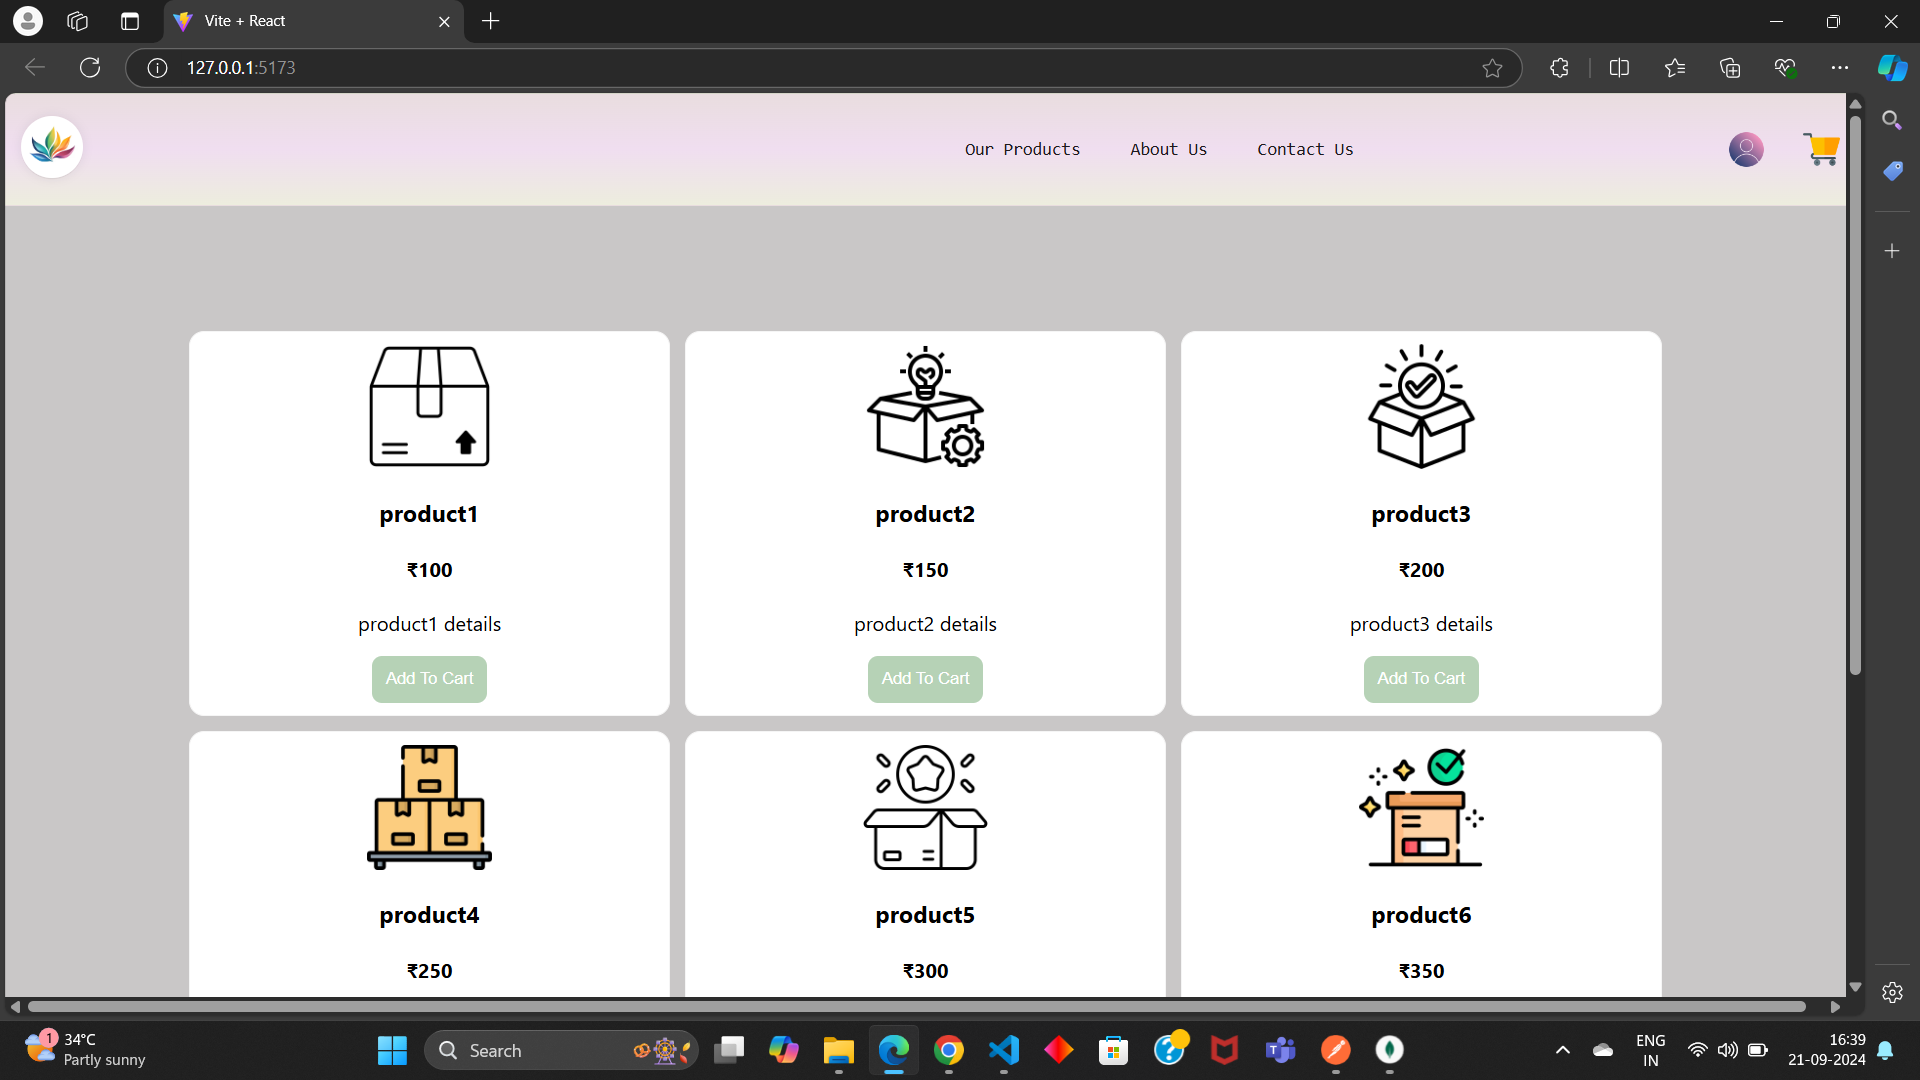 Vite + React
127.0.0.1:5173
Our Products About Us Contact Us
product1 product2 product3
₹100 ₹150 ₹200
product1 details product2 details product3 details
Add To Cart Add To Cart Add To Cart
product4 product5 product6
₹250 ₹300 ₹350
1 34°C
Partly sunny
Search
ENG
IN
16:39
21-09-2024